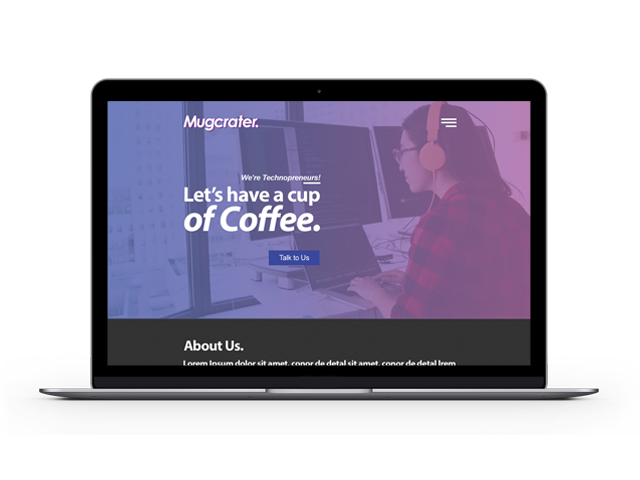 Mugcrater.
We're Technopreneurs!
Let's have a cup
of Coffee.
Talk to Us
About Us.
Lorem Ipsum dolor sit amet, conor de detal sit amet, conor de detal lrem